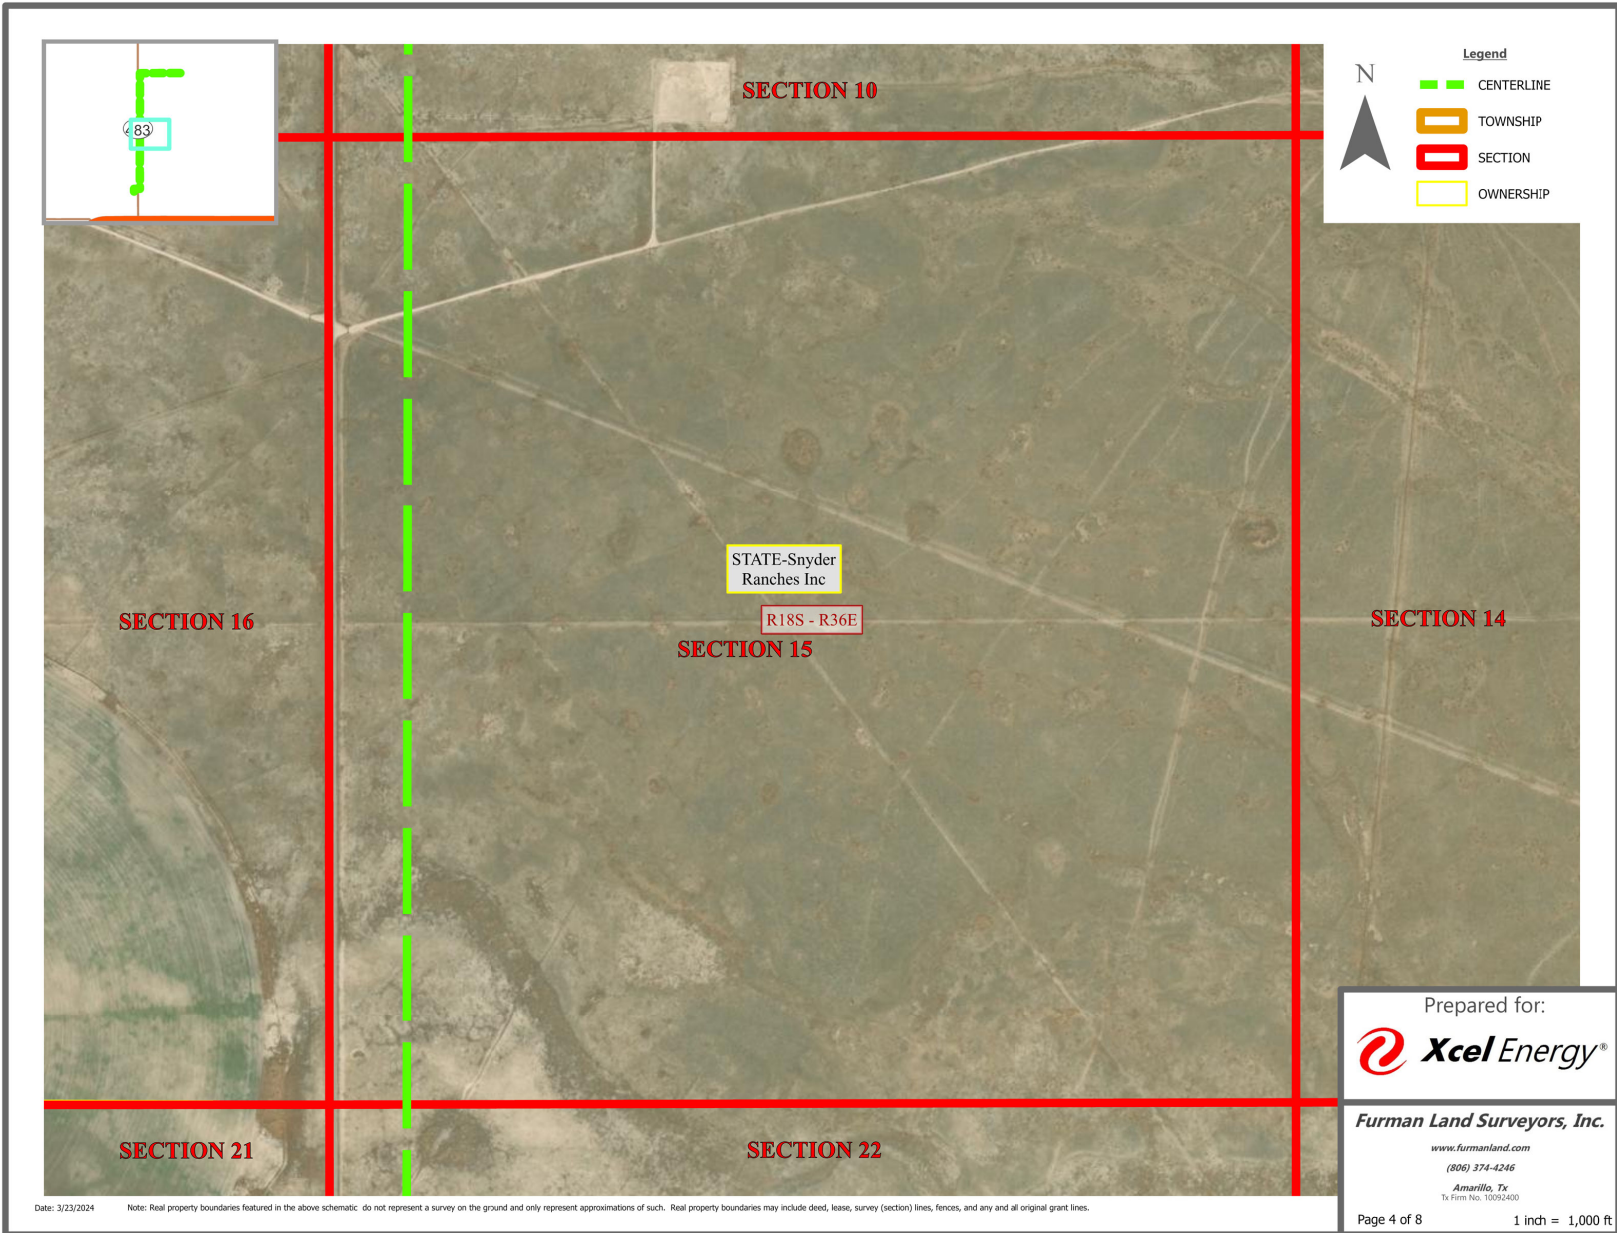 483
SECTION 10
N
Legend
CENTERLINE
TOWNSHIP
SECTION
OWNERSHIP
STATE-Snyder
Ranches Inc
R18S - R36E
SECTION 16
SECTION 15
SECTION 14
SECTION 21
SECTION 22
Prepared for:
Xcel Energy®
Furman Land Surveyors, Inc.
www.furmanland.com
(806) 374-4246
Amarillo, Tx
Tx Firm No. 10092400
Page 4 of 8 1 inch = 1,000 ft
Date: 3/23/2024 Note: Real property boundaries featured in the above schematic do not represent a survey on the ground and only represent approximations of such. Real property boundaries may include deed, lease, survey (section) lines, fences, and any and all original grant lines.